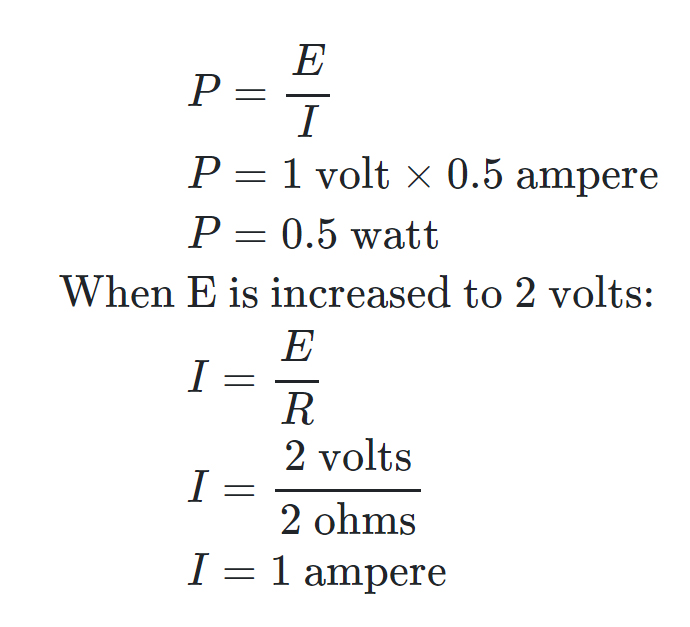 P = E/I
P = 1 volt × 0.5 ampere
P = 0.5 watt
When E is increased to 2 volts:
I = E/R
I = 2 volts/2 ohms
I = 1 ampere